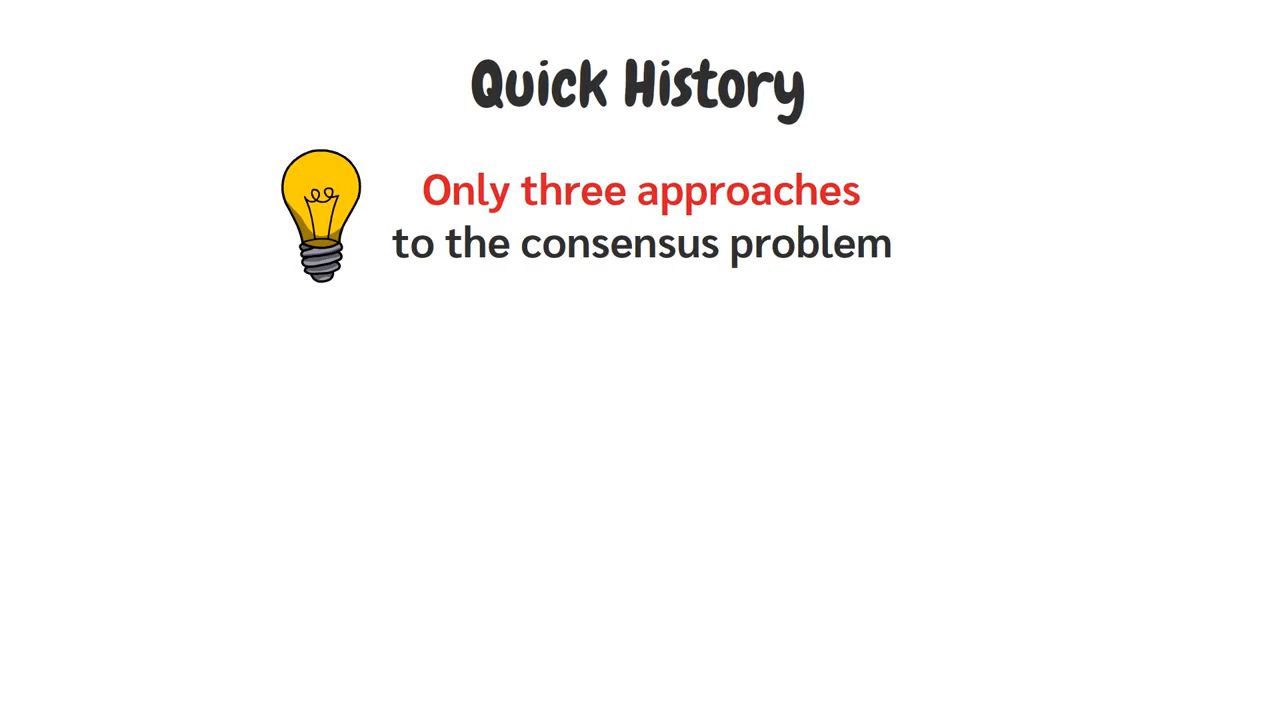 Quick History
Only three approaches
to the consensus problem